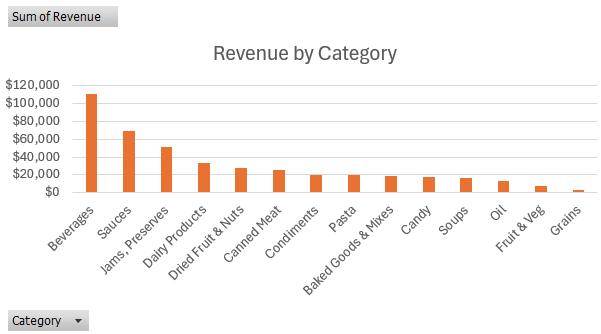 Sum of Revenue
Revenue by Category
$120,000
$100,000
$80,000
$60,000
$40,000
$20,000
$0
Beverages
Sauces
Jams, Preserves
Dairy Products
Dried Fruit & Nuts
Canned Meat
Condiments
Pasta
Baked Goods & Mixes
Candy
Soups
Oil
Fruit & Veg
Grains
Category